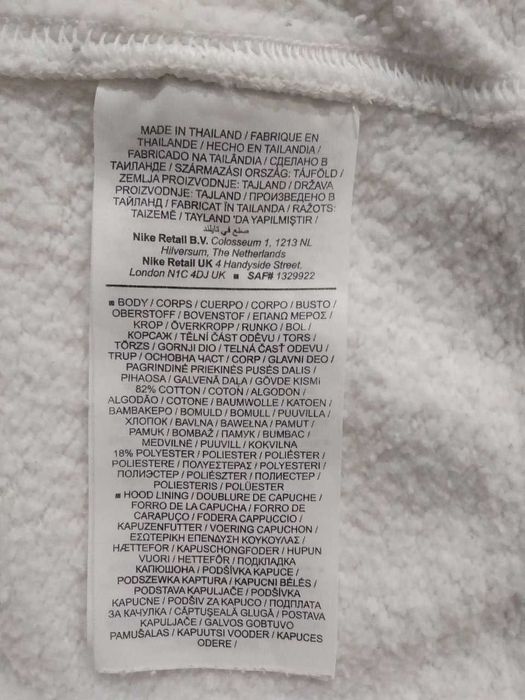 MADE IN THAILAND / FABRIQUE EN
THAILANDE / HECHO EN TAILANDIA /
FABRICADO NA TAILÂNDIA / СДЕЛАНО В
ТАИЛАНДЕ / SZÁRMAZÁSI ORSZÁG: TÁJFÖLD /
ZEMLJA PROIZVODNJE: TAJLAND / DRŽAVA
PROIZVODNJE: TAJLAND / ПРОИЗВЕДЕНО В
ТАЙЛАНД / FABRICAT ÎN TAILANDA / RAŽOTS:
TAIZEMĒ / TAYLAND 'DA YAPILMIŞTIR /
صنع في تايلند
Nike Retail B.V. Colosseum 1, 1213 NL
Hilversum, The Netherlands
Nike Retail UK 4 Handyside Street,
London N1C 4DJ UK ■ SAF# 1329922
■ BODY / CORPS / CUERPO / CORPO / BUSTO /
OBERSTOFF / BOVENSTOF / ΕΠΑΝΩ ΜΕΡΟΣ /
KROP / ÖVERKROPP / RUNKO / BOL /
КОРСАЖ / TĚLNÍ ČÁST ODĚVU / TORS /
TÖRZS / GORNJI DIO / TELNÁ ČASŤ ODEVU /
TRUP / ОСНОВНА ЧАСТ / CORP / GLAVNI DEO /
PAGRINDINĖ PRIEKINĖS PUSĖS DALIS /
PIHAOSA / GALVENĀ DAĻA / GÖVDE KISMI
82% COTTON / COTON / ALGODON /
ALGODÃO / COTONE / BAUMWOLLE / KATOEN /
ΒΑΜΒΑΚΕΡΟ / BOMULD / BOMULL / PUUVILLA /
ХЛОПОК / BAVLNA / BAWEŁNA / PAMUT /
PAMUK / BOMBAŽ / ПАМУК / BUMBAC /
MEDVILNĖ / PUUVILL / KOKVILNA
18% POLYESTER / POLIESTER / POLIÉSTER /
POLIESTERE / ΠΟΛΥΕΣΤΕΡΑΣ / POLYESTERI /
ПОЛИЭСТЕР / POLIÉSZTER / ПОЛИЕСТЕР /
POLIESTERIS / POLÜESTER
■ HOOD LINING / DOUBLURE DE CAPUCHE /
FORRO DE LA CAPUCHA / FORRO DE
CARAPUÇO / FODERA CAPPUCCIO /
KAPUZENFUTTER / VOERING CAPUCHON /
ΕΣΩΤΕΡΙΚΗ ΕΠΕΝΔΥΣΗ ΚΟΥΚΟΥΛΑΣ /
HÆTTEFOR / KAPUSCHONGFODER / HUPUN
VUORI / HETTEFÔR / ПОДКЛАДКА
КАПЮШОНА / PODŠÍVKA KAPUCE /
PODSZEWKA KAPTURA / KAPUCNI BÉLÉS /
PODSTAVA KAPULJAČE / PODŠÍVKA
KAPUCNE / PODŠIV ZA KAPUCO / ПОДПЛАТА
ЗА КАЧУЛКА / CĂPTUŞEALĂ GLUGĂ / POSTAVA
KAPULJAČE / GALVOS GOBTUVO
PAMUŠALAS / KAPUUTSI VOODER / KAPUCES
ODERE /